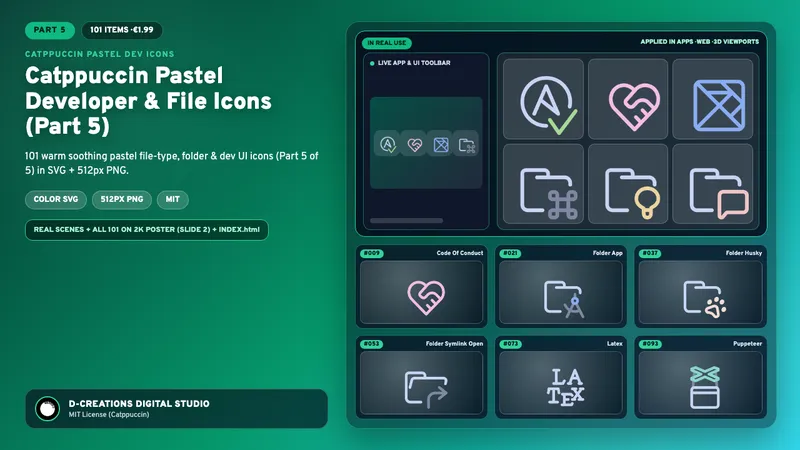 PART 5
101 ITEMS · €1.99
CATPPUCCIN PASTEL DEV ICONS
Catppuccin Pastel
Developer & File Icons
(Part 5)
101 warm soothing pastel file-type, folder & dev UI icons (Part 5 of
5) in SVG + 512px PNG.
COLOR SVG
512PX PNG
MIT
REAL SCENES + ALL 101 ON 2K POSTER (SLIDE 2) + INDEX.html
D-CREATIONS DIGITAL STUDIO
MIT License (Catppuccin)
IN REAL USE
APPLIED IN APPS · WEB · 3D VIEWPORTS
LIVE APP & UI TOOLBAR
#009
Code Of Conduct
#021
Folder App
#037
Folder Husky
#053
Folder Symlink Open
#073
Latex
LATEX
#093
Puppeteer